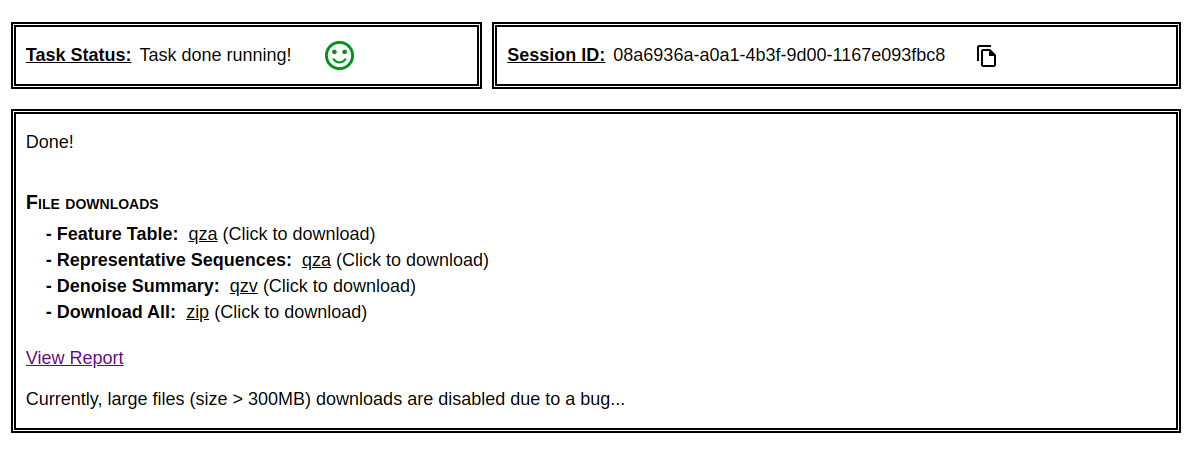 Task Status: Task done running!
Session ID: 08a6936a-a0a1-4b3f-9d00-1167e093fbc8
Done!
File downloads
- Feature Table: qza (Click to download)
- Representative Sequences: qza (Click to download)
- Denoise Summary: qzv (Click to download)
- Download All: zip (Click to download)
View Report
Currently, large files (size > 300MB) downloads are disabled due to a bug...